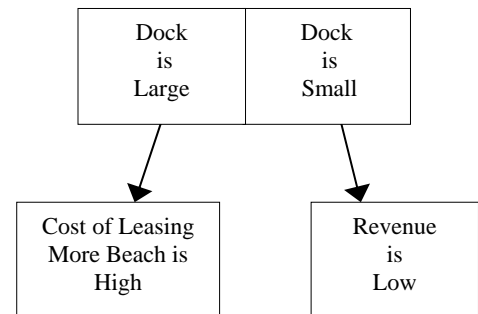 Dock
is
Large
Dock
is
Small
Cost of Leasing
More Beach is
High
Revenue
is
Low